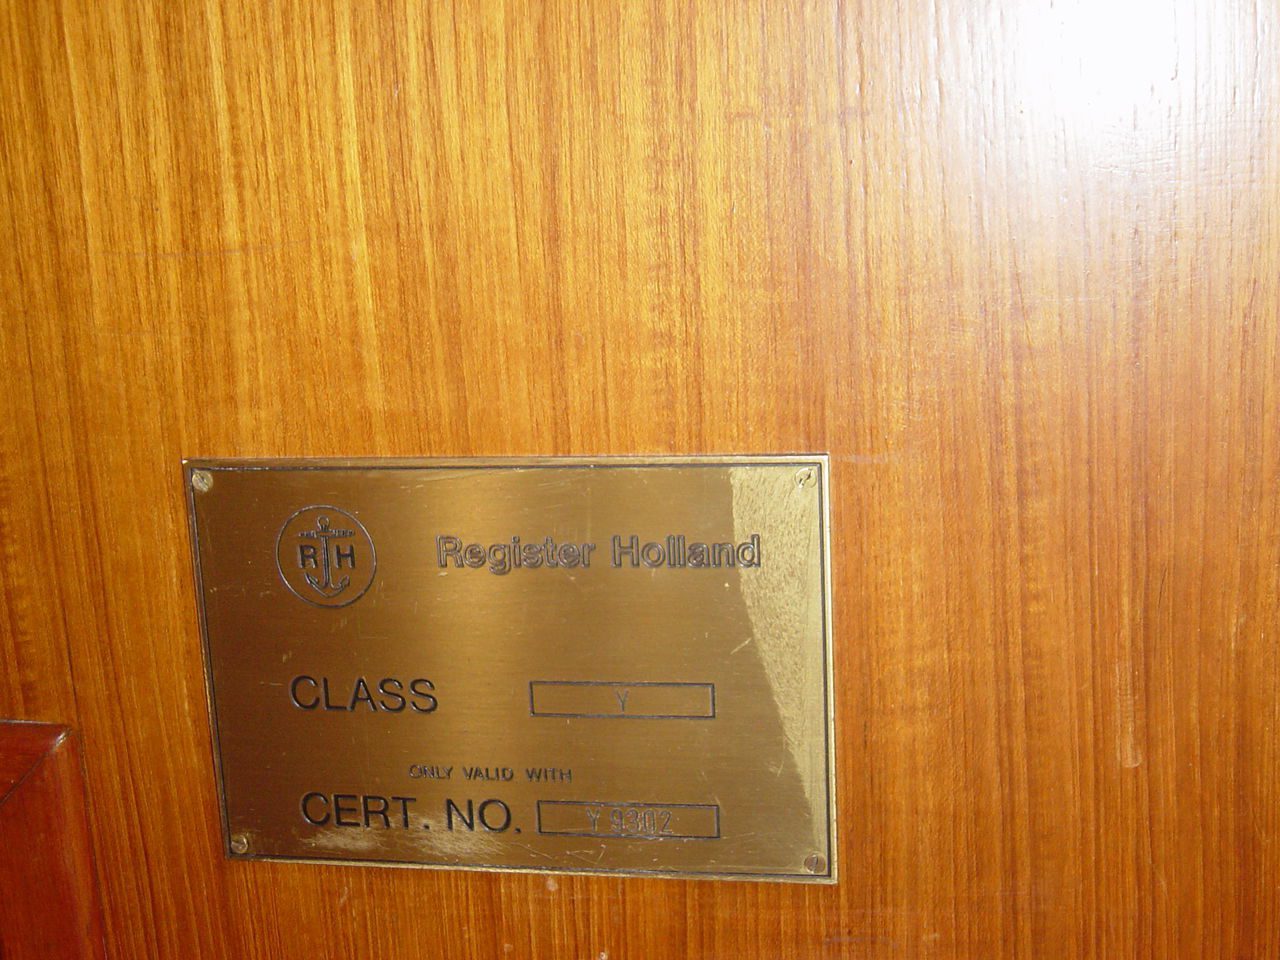 RH
Register Holland
CLASS Y
ONLY VALID WITH
CERT. NO. Y 9302